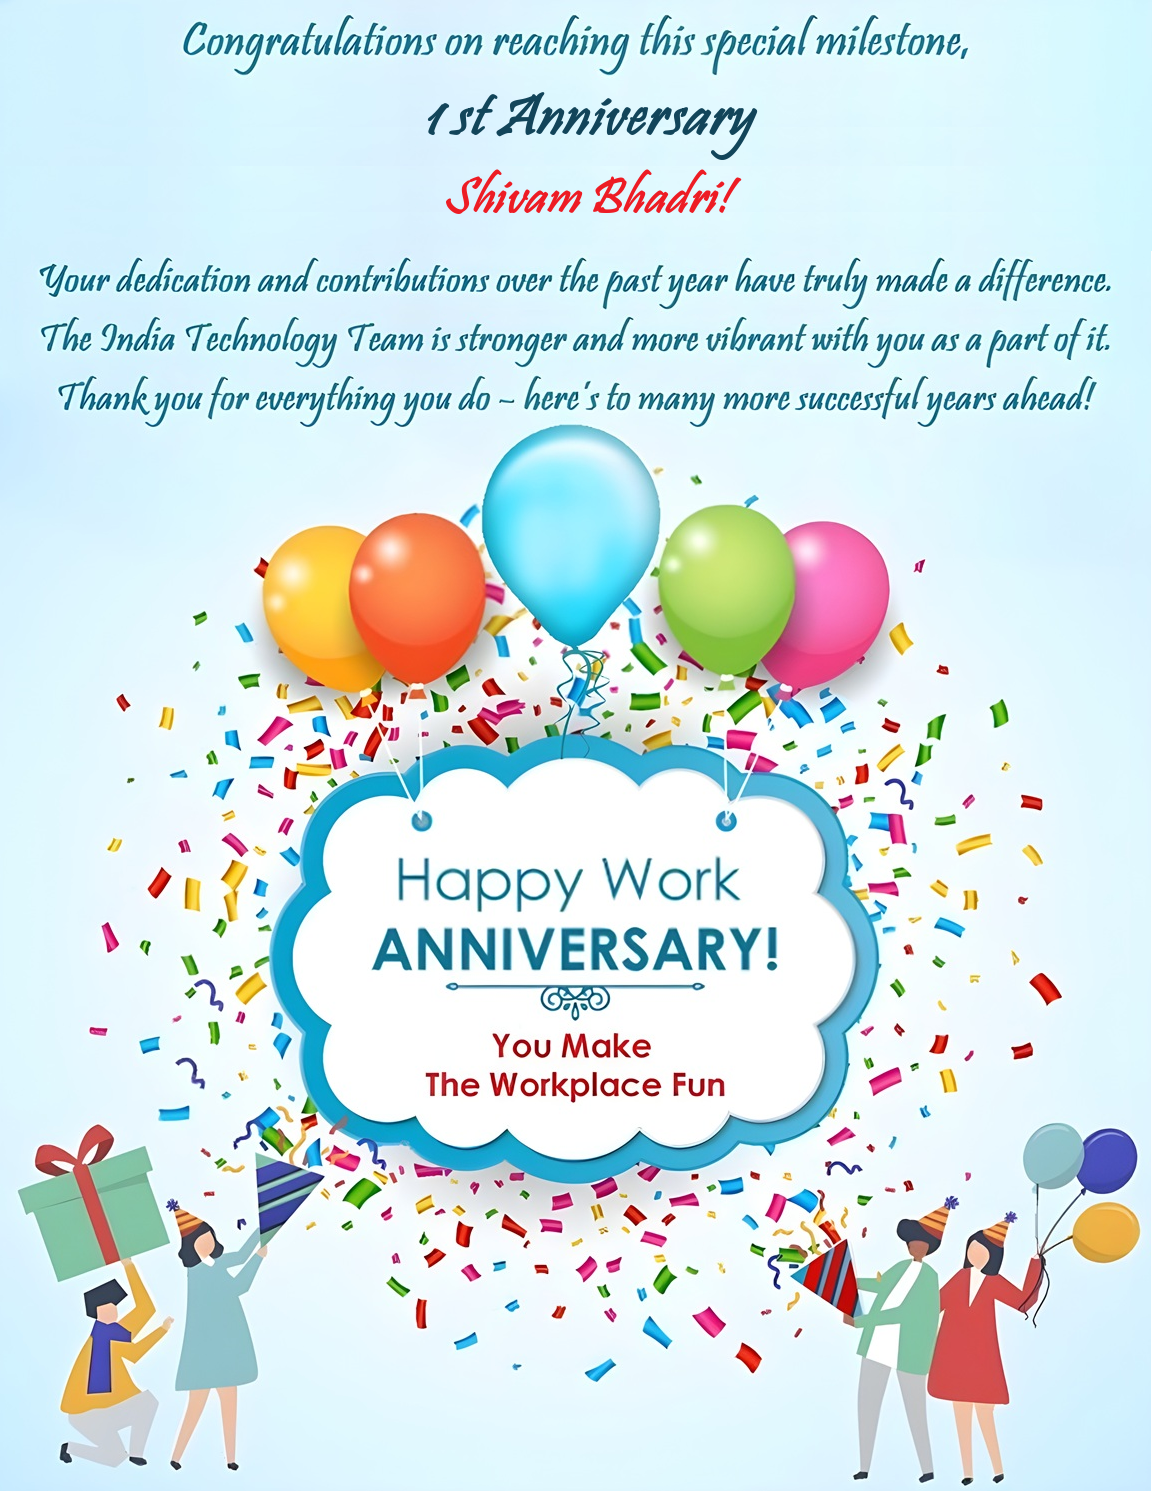 Congratulations on reaching this special milestone,
1st Anniversary
Shivam Bhadri!
Your dedication and contributions over the past year have truly made a difference.
The India Technology Team is stronger and more vibrant with you as a part of it.
Thank you for everything you do – here's to many more successful years ahead!
Happy Work
ANNIVERSARY!
You Make
The Workplace Fun